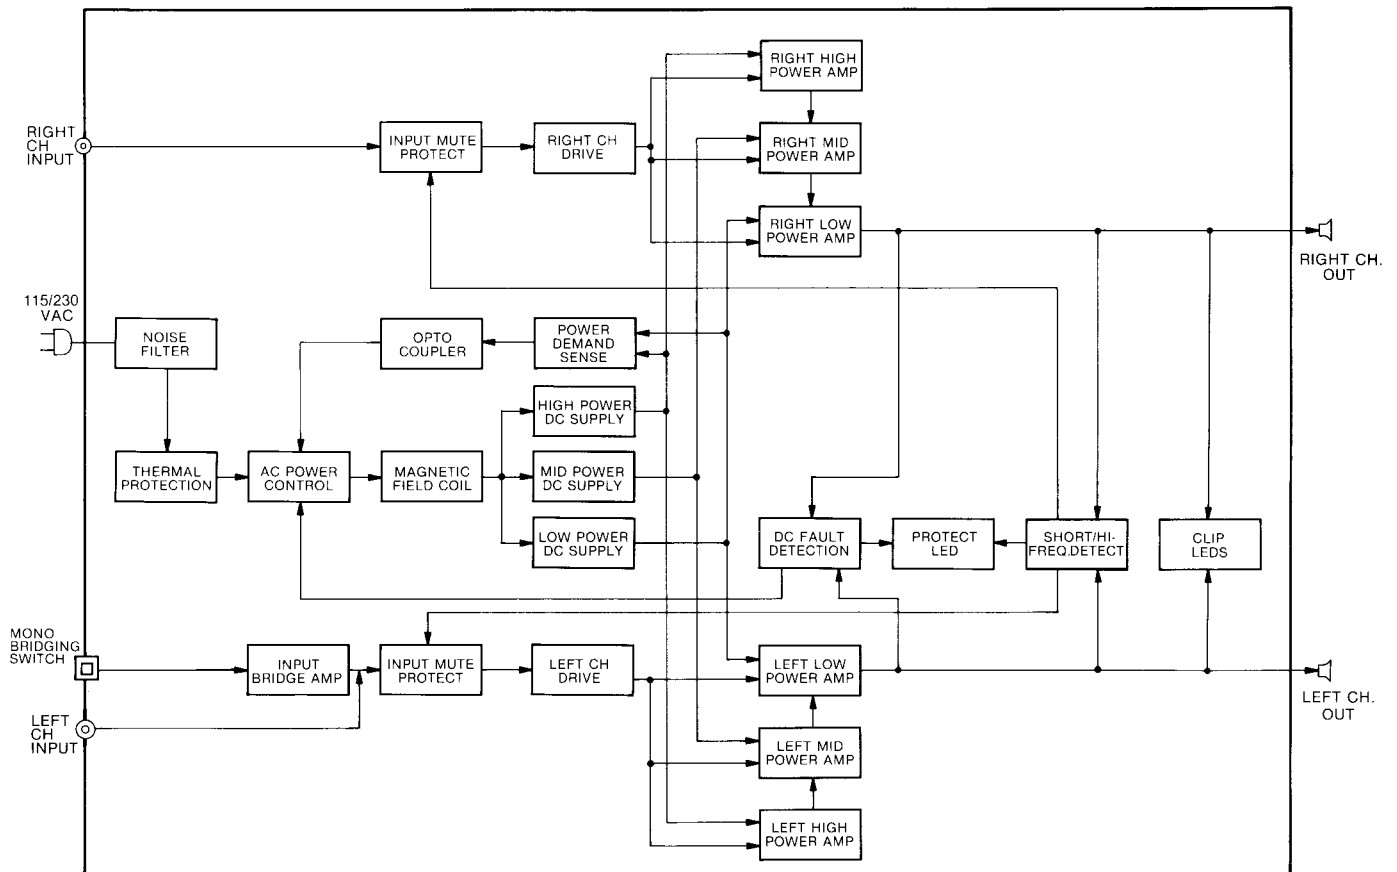 RIGHT HIGH
POWER AMP
RIGHT
CH
INPUT
INPUT MUTE
PROTECT
RIGHT CH
DRIVE
RIGHT MID
POWER AMP
RIGHT LOW
POWER AMP
RIGHT CH.
OUT
115/230
VAC
NOISE
FILTER
OPTO
COUPLER
POWER
DEMAND
SENSE
HIGH POWER
DC SUPPLY
THERMAL
PROTECTION
AC POWER
CONTROL
MAGNETIC
FIELD COIL
MID POWER
DC SUPPLY
LOW POWER
DC SUPPLY
DC FAULT
DETECTION
PROTECT
LED
SHORT/HI-
FREQ.DETECT
CLIP
LEDS
MONO
BRIDGING
SWITCH
INPUT
BRIDGE AMP
INPUT MUTE
PROTECT
LEFT CH
DRIVE
LEFT LOW
POWER AMP
LEFT CH.
OUT
LEFT
CH
INPUT
LEFT MID
POWER AMP
LEFT HIGH
POWER AMP